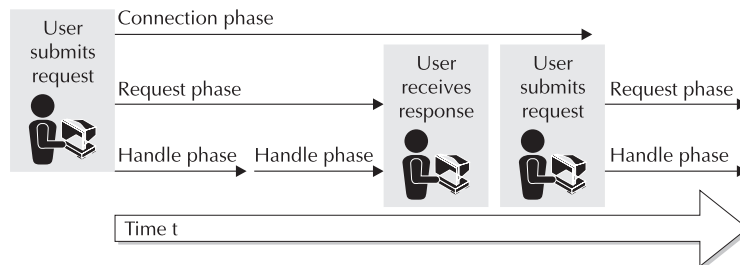 User
submits
request
Connection phase
Request phase
Handle phase
Handle phase
User
receives
response
User
submits
request
Request phase
Handle phase
Time t